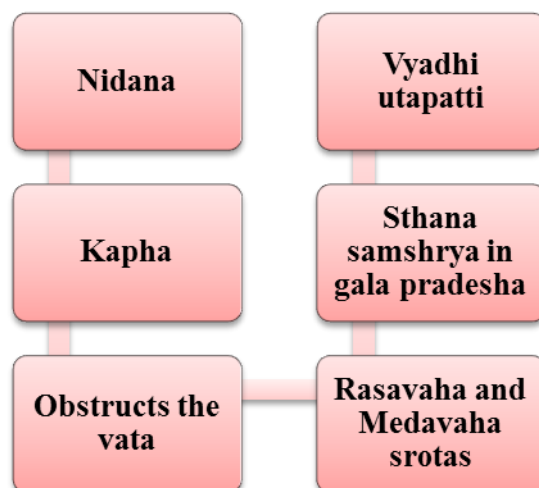 Nidana
Kapha
Obstructs the
vata
Rasavaha and
Medavaha
srotas
Sthana
samshrya in
gala pradesha
Vyadhi
utapatti